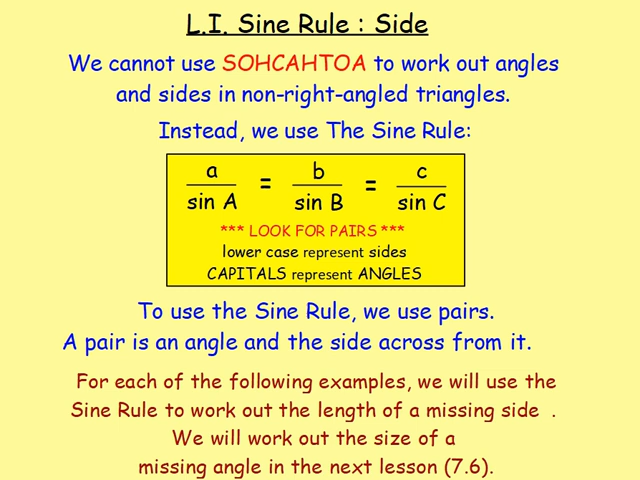 L.I. Sine Rule : Side
We cannot use SOHCAHTOA to work out angles
and sides in non-right-angled triangles.
Instead, we use The Sine Rule:
a = b = c
sin A sin B sin C
*** LOOK FOR PAIRS ***
lower case represent sides
CAPITALS represent ANGLES
To use the Sine Rule, we use pairs.
A pair is an angle and the side across from it.
For each of the following examples, we will use the
Sine Rule to work out the length of a missing side .
We will work out the size of a
missing angle in the next lesson (7.6).